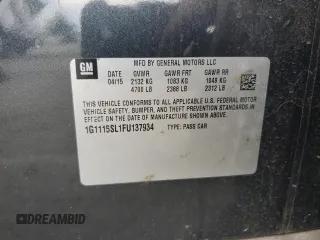 GM
MFD BY GENERAL MOTORS LLC
DATE GVWR GAWR FRT GAWR RR
04/15 2132 KG 1083 KG 1049 KG
4700 LB 2388 LB 2312 LB
THIS VEHICLE CONFORMS TO ALL APPLICABLE U.S. FEDERAL MOTOR
VEHICLE SAFETY, BUMPER, AND THEFT PREVENTION STANDARDS IN
EFFECT ON THE DATE OF MANUFACTURE SHOWN ABOVE.
1G1115SL1FU137934 TYPE: PASS CAR
DREAMBID